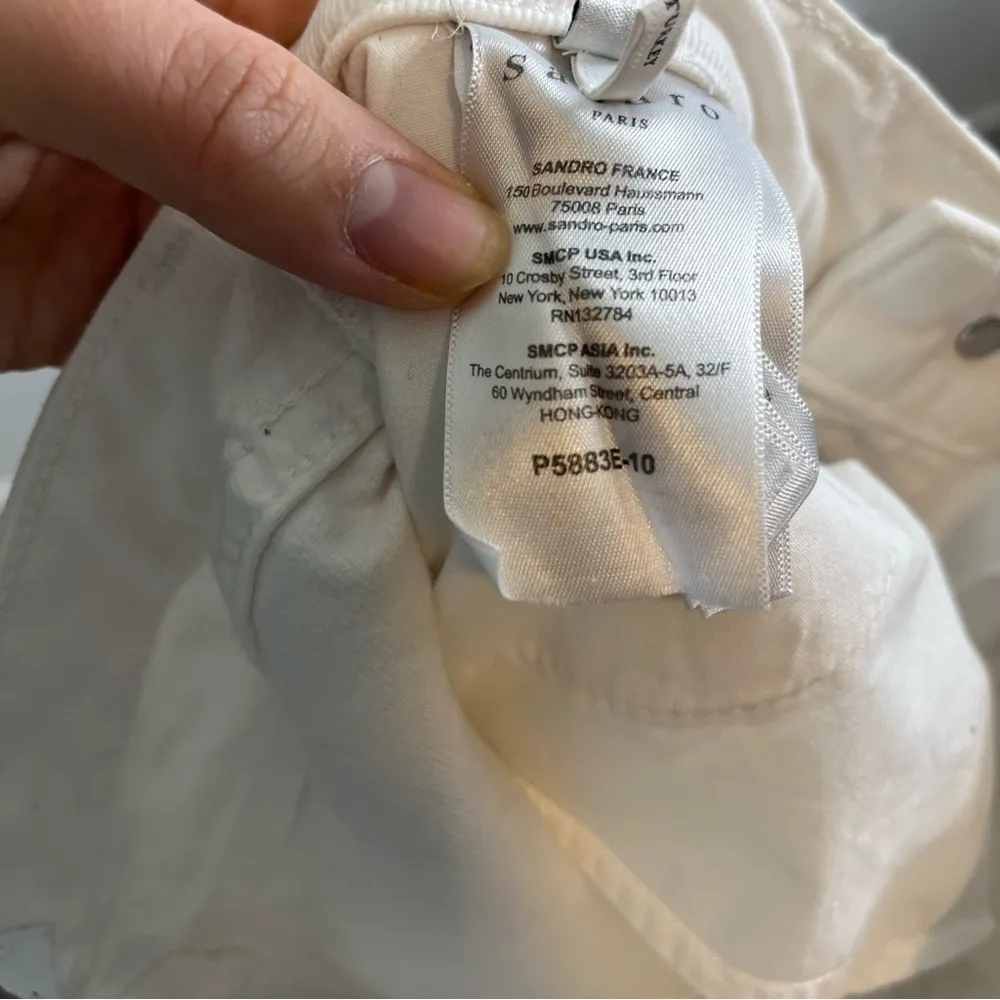 TURKEY
PARIS
SANDRO FRANCE
150 Boulevard Haussmann
75008 Paris
www.sandro-paris.com
SMCP USA Inc.
10 Crosby Street, 3rd Floor
New York, New York 10013
RN132784
SMCP ASIA Inc.
The Centrium, Suite 3203A-5A, 32/F
60 Wyndham Street, Central
HONG-KONG
P5883E-10